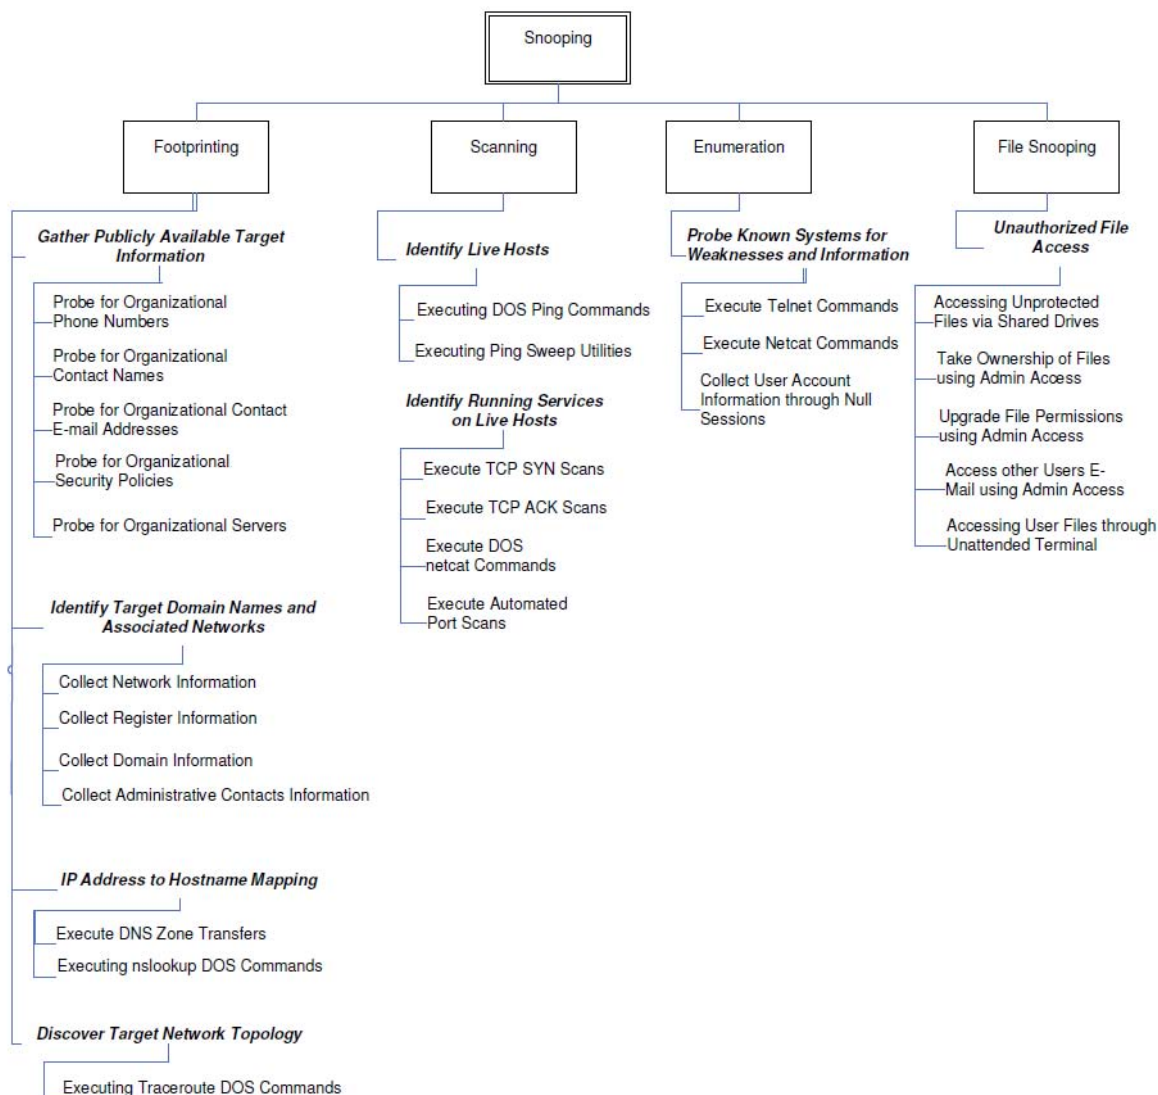 Snooping
Footprinting
Scanning
Enumeration
File Snooping
Gather Publicly Available Target
Information
Probe for Organizational
Phone Numbers
Probe for Organizational
Contact Names
Probe for Organizational Contact
E-mail Addresses
Probe for Organizational
Security Policies
Probe for Organizational Servers
Identify Target Domain Names and
Associated Networks
Collect Network Information
Collect Register Information
Collect Domain Information
Collect Administrative Contacts Information
IP Address to Hostname Mapping
Execute DNS Zone Transfers
Executing nslookup DOS Commands
Discover Target Network Topology
Executing Traceroute DOS Commands
Identify Live Hosts
Executing DOS Ping Commands
Executing Ping Sweep Utilities
Identify Running Services
on Live Hosts
Execute TCP SYN Scans
Execute TCP ACK Scans
Execute DOS
netcat Commands
Execute Automated
Port Scans
Probe Known Systems for
Weaknesses and Information
Execute Telnet Commands
Execute Netcat Commands
Collect User Account
Information through Null
Sessions
Unauthorized File
Access
Accessing Unprotected
Files via Shared Drives
Take Ownership of Files
using Admin Access
Upgrade File Permissions
using Admin Access
Access other Users E-
Mail using Admin Access
Accessing User Files through
Unattended Terminal